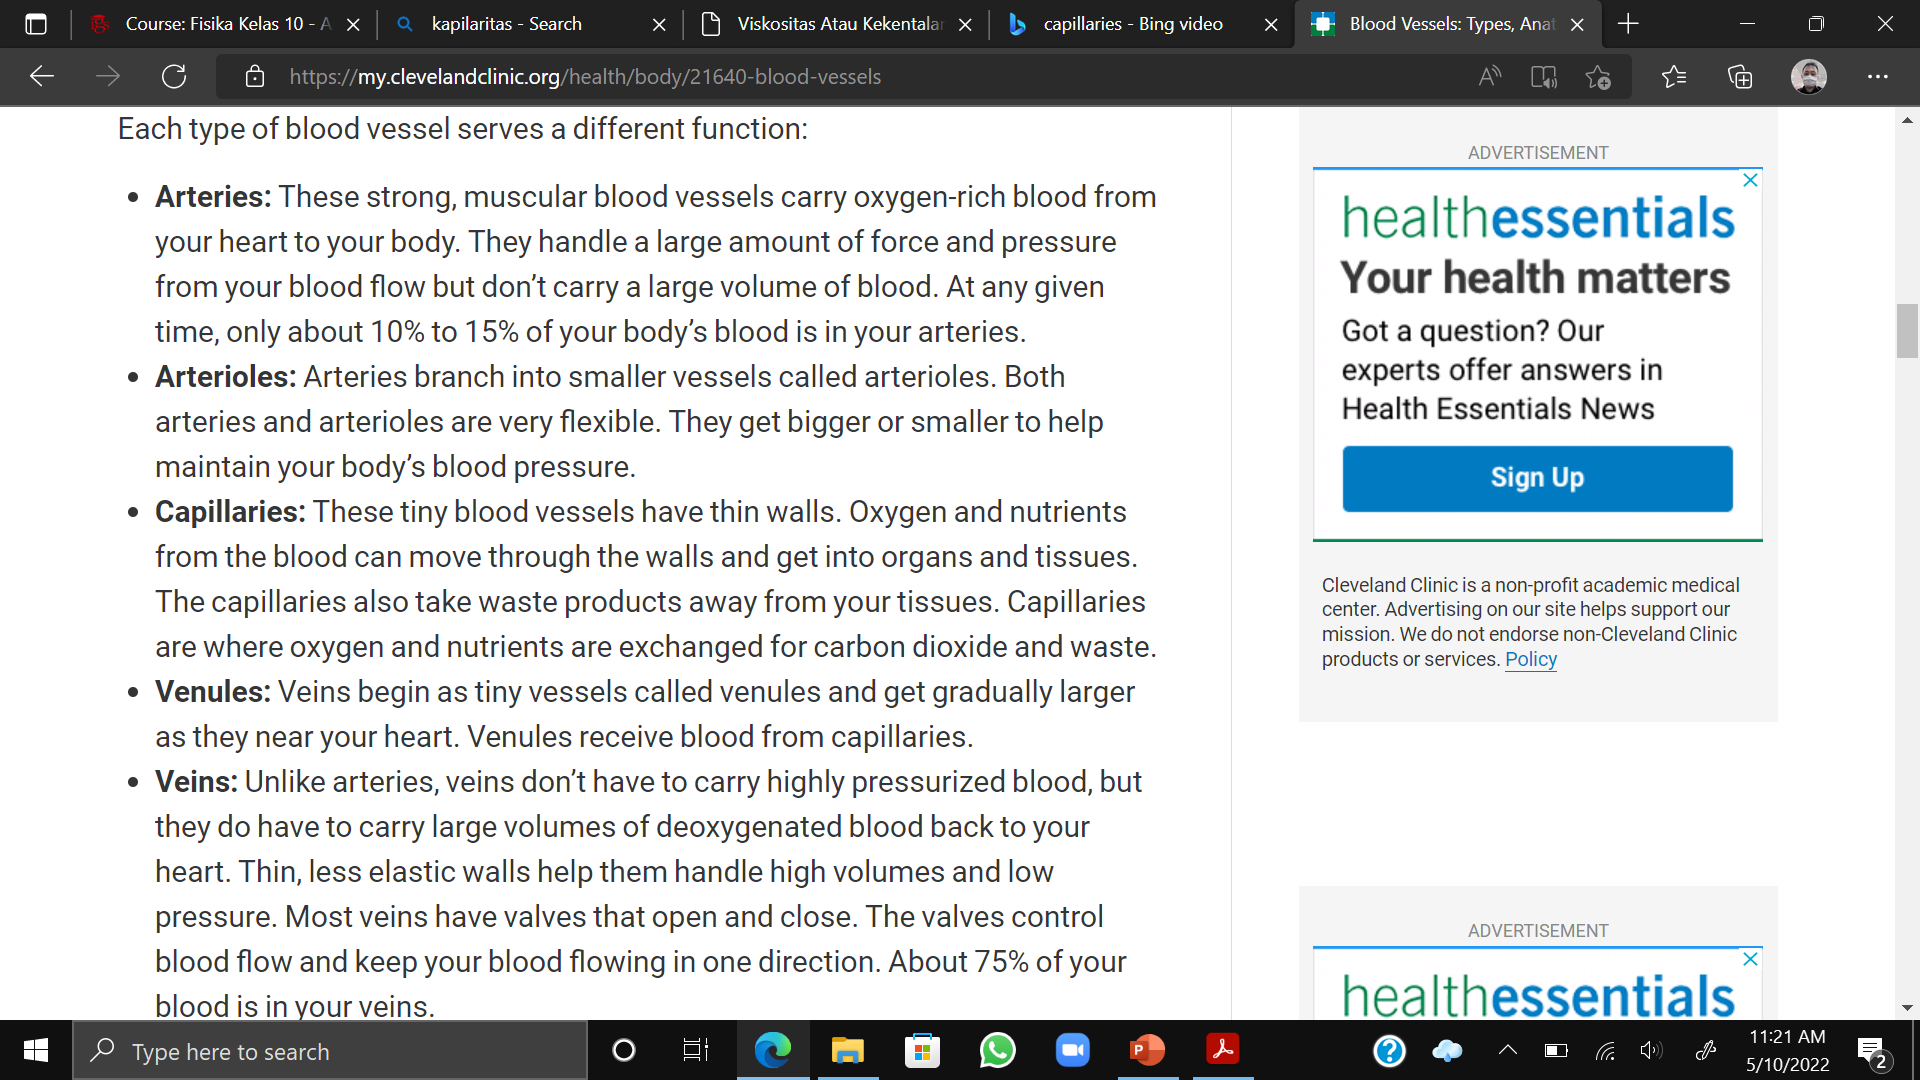 Course: Fisika Kelas 10 - A
kapilaritas - Search
Viskositas Atau Kekentalan
capillaries - Bing video
Blood Vessels: Types, Anat
https://my.clevelandclinic.org/health/body/21640-blood-vessels
Each type of blood vessel serves a different function:
Arteries: These strong, muscular blood vessels carry oxygen-rich blood from
your heart to your body. They handle a large amount of force and pressure
from your blood flow but don’t carry a large volume of blood. At any given
time, only about 10% to 15% of your body’s blood is in your arteries.
Arterioles: Arteries branch into smaller vessels called arterioles. Both
arteries and arterioles are very flexible. They get bigger or smaller to help
maintain your body’s blood pressure.
Capillaries: These tiny blood vessels have thin walls. Oxygen and nutrients
from the blood can move through the walls and get into organs and tissues.
The capillaries also take waste products away from your tissues. Capillaries
are where oxygen and nutrients are exchanged for carbon dioxide and waste.
Venules: Veins begin as tiny vessels called venules and get gradually larger
as they near your heart. Venules receive blood from capillaries.
Veins: Unlike arteries, veins don’t have to carry highly pressurized blood, but
they do have to carry large volumes of deoxygenated blood back to your
heart. Thin, less elastic walls help them handle high volumes and low
pressure. Most veins have valves that open and close. The valves control
blood flow and keep your blood flowing in one direction. About 75% of your
blood is in your veins.
ADVERTISEMENT
healthessentials
Your health matters
Got a question? Our
experts offer answers in
Health Essentials News
Sign Up
Cleveland Clinic is a non-profit academic medical
center. Advertising on our site helps support our
mission. We do not endorse non-Cleveland Clinic
products or services. Policy
ADVERTISEMENT
healthessentials
Type here to search
11:21 AM
5/10/2022
2